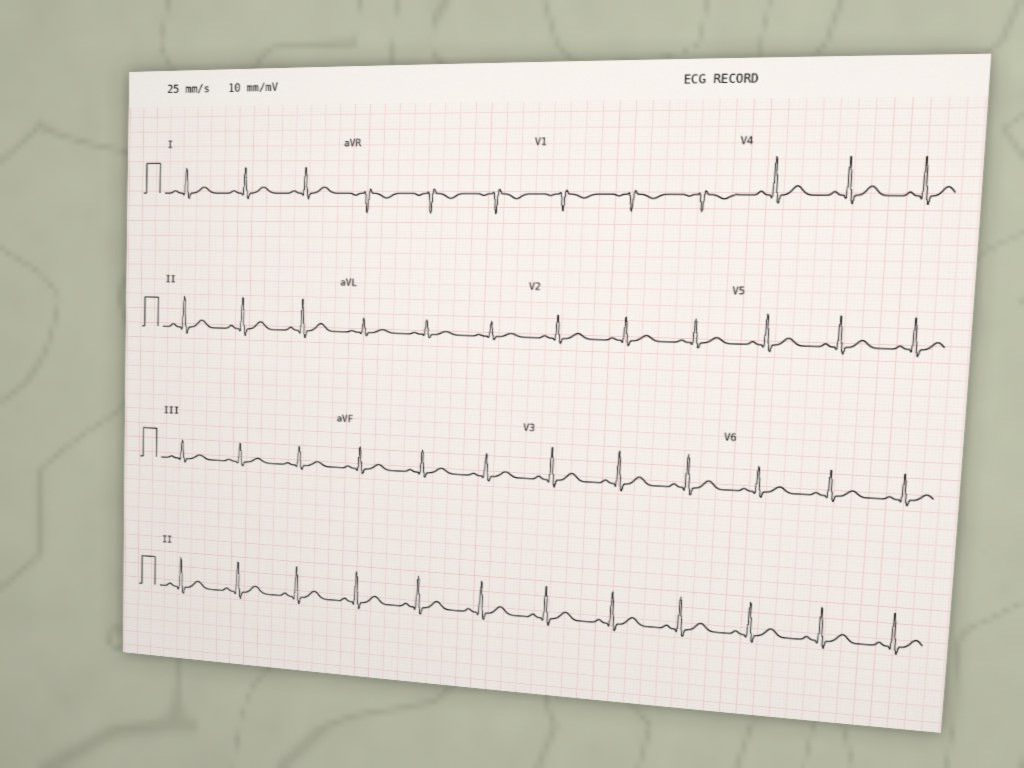 25 mm/s 10 mm/mV
ECG RECORD
I aVR V1 V4
II aVL V2 V5
III aVF V3 V6
II